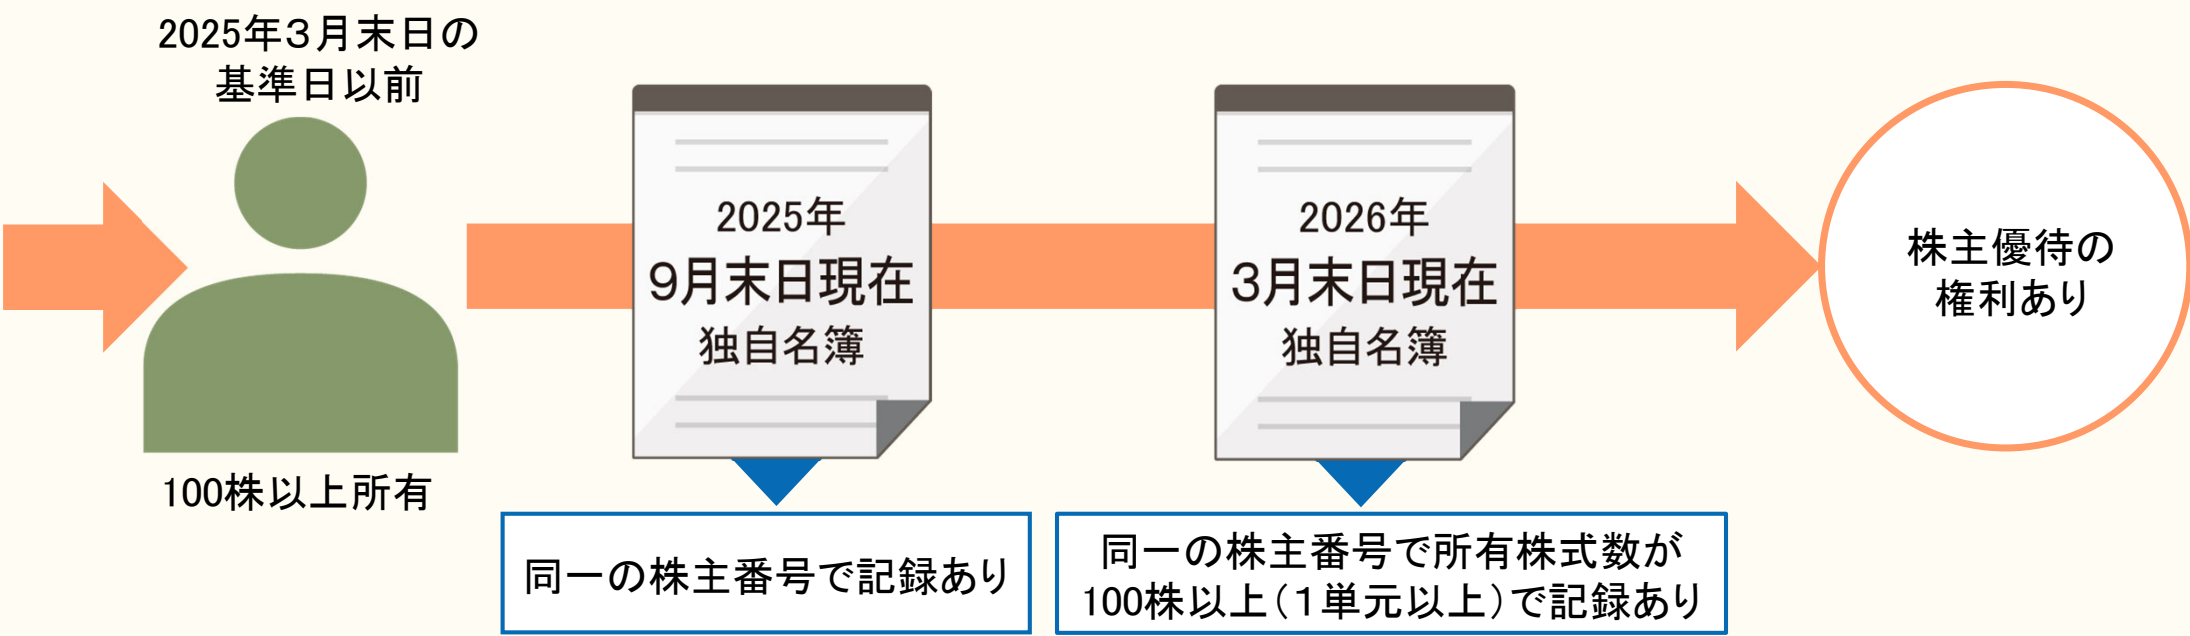 2025年３月末日の
基準日以前
100株以上所有
2025年
９月末日現在
独自名簿
同一の株主番号で記録あり
2026年
３月末日現在
独自名簿
同一の株主番号で所有株式数が
100株以上（１単元以上）で記録あり
株主優待の
権利あり